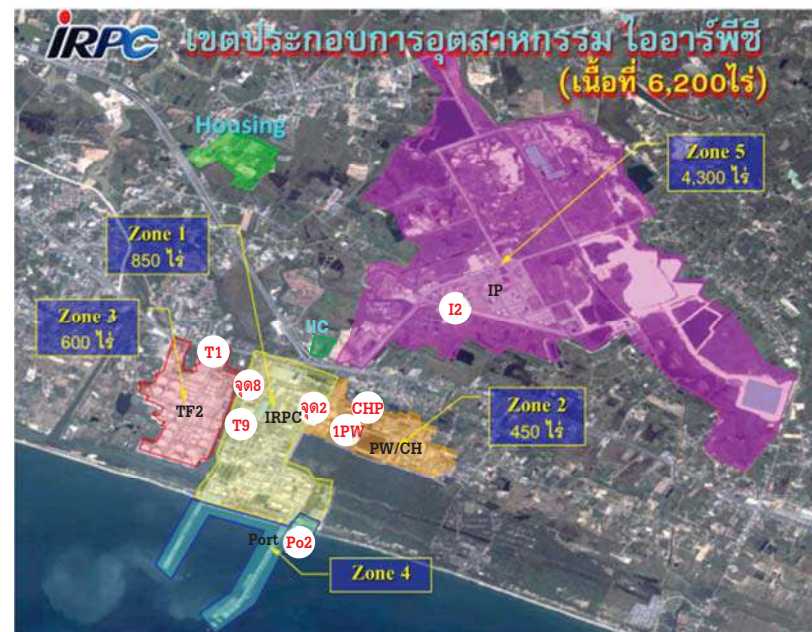 IRPC เขตประกอบการอุตสาหกรรม ไออาร์พีซี
(เนื้อที่ 6,200ไร่)
Housing
Zone 5
4,300 ไร่
Zone 1
850 ไร่
IP
I2
Zone 3
600 ไร่
IIC
T1
TF2
จุด8
T9
IRPC
จุด2
CHP
1PW
PW/CH
Zone 2
450 ไร่
Port
Po2
Zone 4